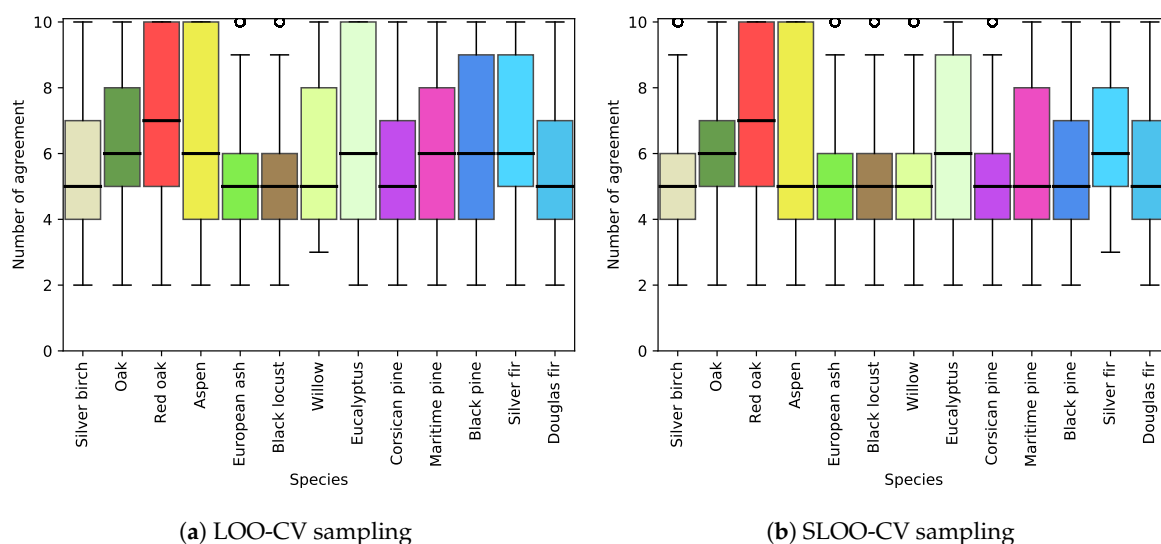 10
8
6
4
2
0
Number of agreement
Silver birch
Oak
Red oak
Aspen
European ash
Black locust
Willow
Eucalyptus
Corsican pine
Maritime pine
Black pine
Silver fir
Douglas fir
Species
(a) LOO-CV sampling
10
8
6
4
2
0
Number of agreement
Silver birch
Oak
Red oak
Aspen
European ash
Black locust
Willow
Eucalyptus
Corsican pine
Maritime pine
Black pine
Silver fir
Douglas fir
Species
(b) SLOO-CV sampling